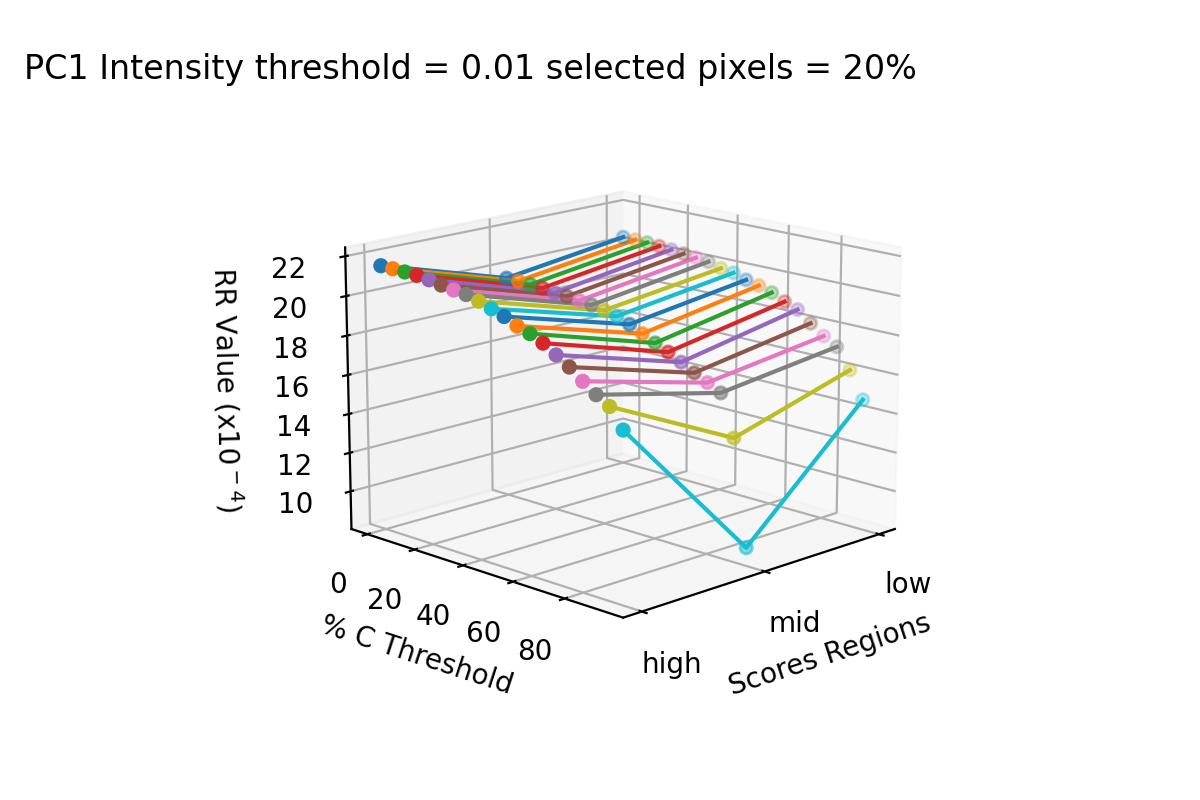 PC1 Intensity threshold = 0.01 selected pixels = 20%
RR Value (x10⁻⁴)
22
20
18
16
14
12
10
0
20
40
60
80
% C Threshold
high
mid
low
Scores Regions